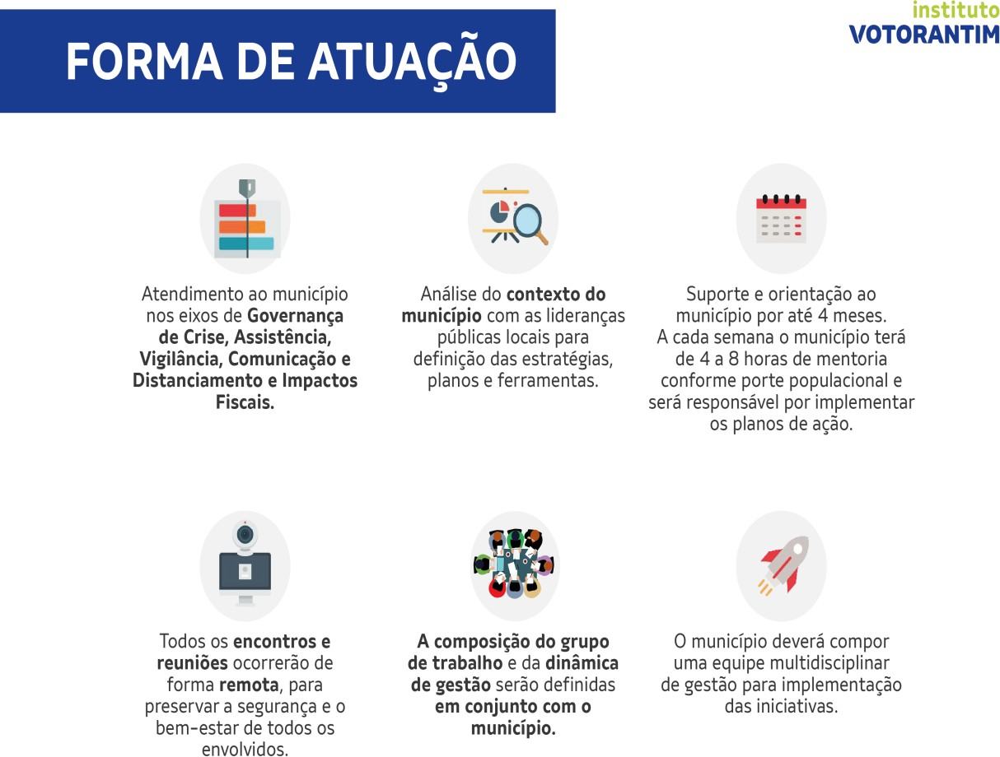 instituto
VOTORANTIM
FORMA DE ATUAÇÃO
Atendimento ao município
nos eixos de Governança
de Crise, Assistência,
Vigilância, Comunicação e
Distanciamento e Impactos
Fiscais.
Análise do contexto do
município com as lideranças
públicas locais para
definição das estratégias,
planos e ferramentas.
Suporte e orientação ao
município por até 4 meses.
A cada semana o município terá
de 4 a 8 horas de mentoria
conforme porte populacional e
será responsável por implementar
os planos de ação.
Todos os encontros e
reuniões ocorrerão de
forma remota, para
preservar a segurança e o
bem-estar de todos os
envolvidos.
A composição do grupo
de trabalho e da dinâmica
de gestão serão definidas
em conjunto com o
município.
O município deverá compor
uma equipe multidisciplinar
de gestão para implementação
das iniciativas.